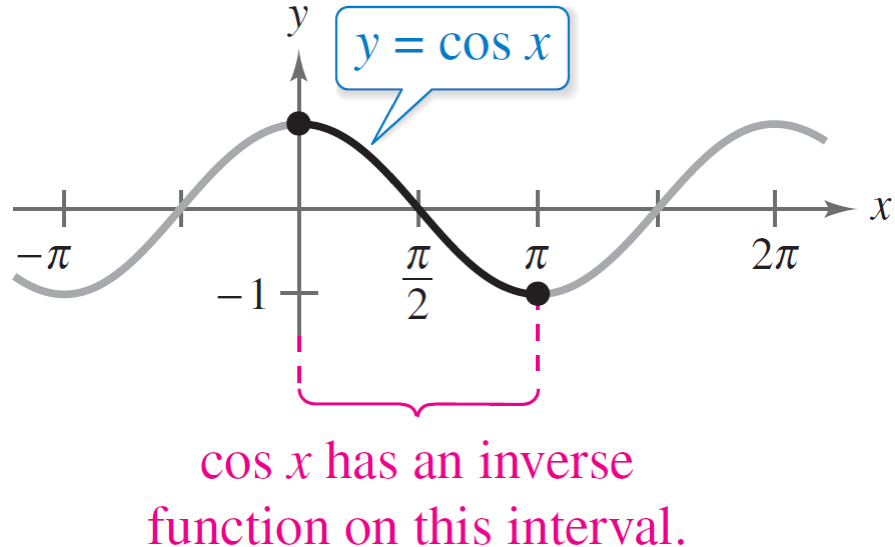 y
y = cos x
x
−π
π/2
π
2π
−1
cos x has an inverse
function on this interval.